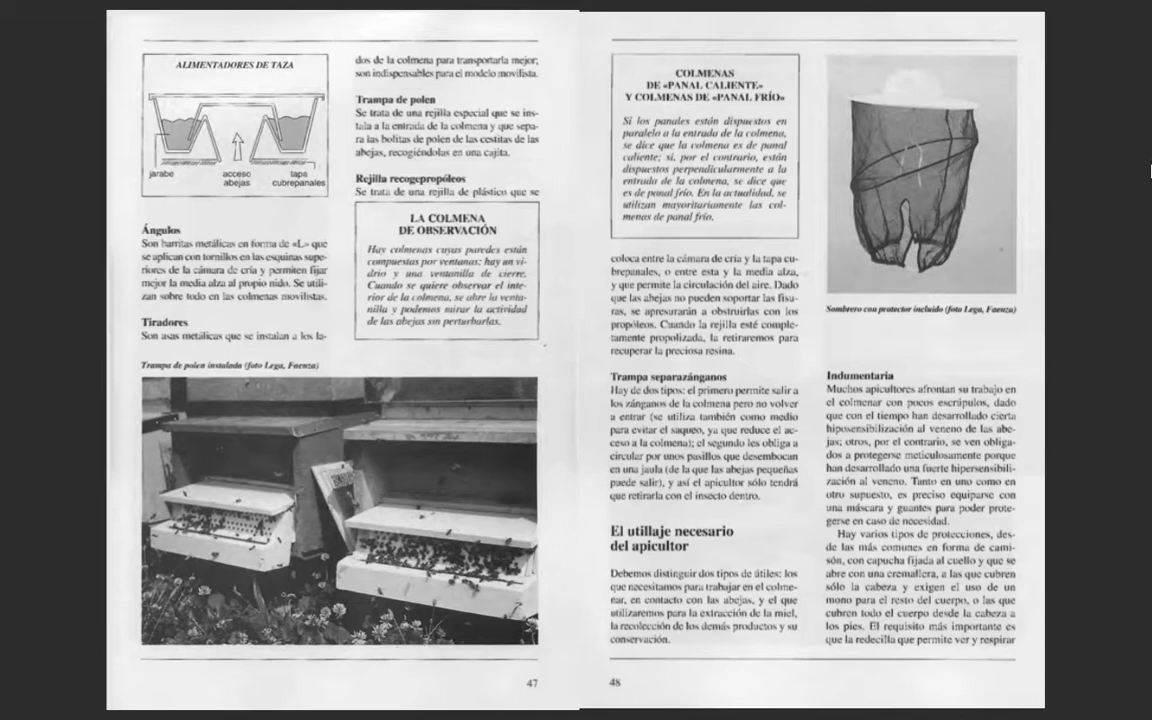 ALIMENTADORES DE TAZA
jarabe
acceso
abejas
tapa
cubrepanales
Ángulos
Son barritas metálicas en forma de «L» que
se aplican con tornillos en las esquinas supe-
riores de la cámara de cría y permiten fijar
mejor la media alza al propio nido. Se utili-
zan sobre todo en las colmenas movilistas.
Tiradores
Son asas metálicas que se instalan a los la-
dos de la colmena para transportarla mejor;
son indispensables para el modelo movilista.
Trampa de polen
Se trata de una rejilla especial que se ins-
tala a la entrada de la colmena y que sepa-
ra las bolitas de polen de las cestitas de las
abejas, recogiéndolas en una cajita.
Rejilla recogepropóleos
Se trata de una rejilla de plástico que se
LA COLMENA
DE OBSERVACIÓN
Hay colmenas cuyas paredes están
compuestas por ventanas: hay un vi-
drio y una ventanilla de cierre.
Cuando se quiere observar el inte-
rior de la colmena, se abre la venta-
nilla y podemos mirar la actividad
de las abejas sin perturbarlas.
Trampa de polen instalada (foto Lega, Faenza)
47
COLMENAS
DE «PANAL CALIENTE»
Y COLMENAS DE «PANAL FRÍO»
Si los panales están dispuestos en
paralelo a la entrada de la colmena,
se dice que la colmena es de panal
caliente; si, por el contrario, están
dispuestos perpendicularmente a la
entrada de la colmena, se dice que
es de panal frío. En la actualidad, se
utilizan mayoritariamente las col-
menas de panal frío.
coloca entre la cámara de cría y la tapa cu-
brepanales, o entre esta y la media alza,
y que permite la circulación del aire. Dado
que las abejas no pueden soportar las fisu-
ras, se apresurarán a obstruirlas con los
propóleos. Cuando la rejilla esté comple-
tamente propolizada, la retiraremos para
recuperar la preciosa resina.
Trampa separazánganos
Hay de dos tipos: el primero permite salir a
los zánganos de la colmena pero no volver
a entrar (se utiliza también como medio
para evitar el saqueo, ya que reduce el ac-
ceso a la colmena); el segundo les obliga a
circular por unos pasillos que desembocan
en una jaula (de la que las abejas pequeñas
puede salir), y así el apicultor sólo tendrá
que retirarla con el insecto dentro.
El utillaje necesario
del apicultor
Debemos distinguir dos tipos de útiles: los
que necesitamos para trabajar en el colme-
nar, en contacto con las abejas, y el que
utilizaremos para la extracción de la miel,
la recolección de los demás productos y su
conservación.
Sombrero con protector incluido (foto Lega, Faenza)
Indumentaria
Muchos apicultores afrontan su trabajo en
el colmenar con pocos escrúpulos, dado
que con el tiempo han desarrollado cierta
hiposensibilización al veneno de las abe-
jas; otros, por el contrario, se ven obliga-
dos a protegerse meticulosamente porque
han desarrollado una fuerte hipersensibili-
zación al veneno. Tanto en uno como en
otro supuesto, es preciso equiparse con
una máscara y guantes para poder prote-
gerse en caso de necesidad.
Hay varios tipos de protecciones, des-
de las más comunes en forma de cami-
són, con capucha fijada al cuello y que se
abre con una cremallera, a las que cubren
sólo la cabeza y exigen el uso de un
mono para el resto del cuerpo, o las que
cubren todo el cuerpo desde la cabeza a
los pies. El requisito más importante es
que la redecilla que permite ver y respirar
48